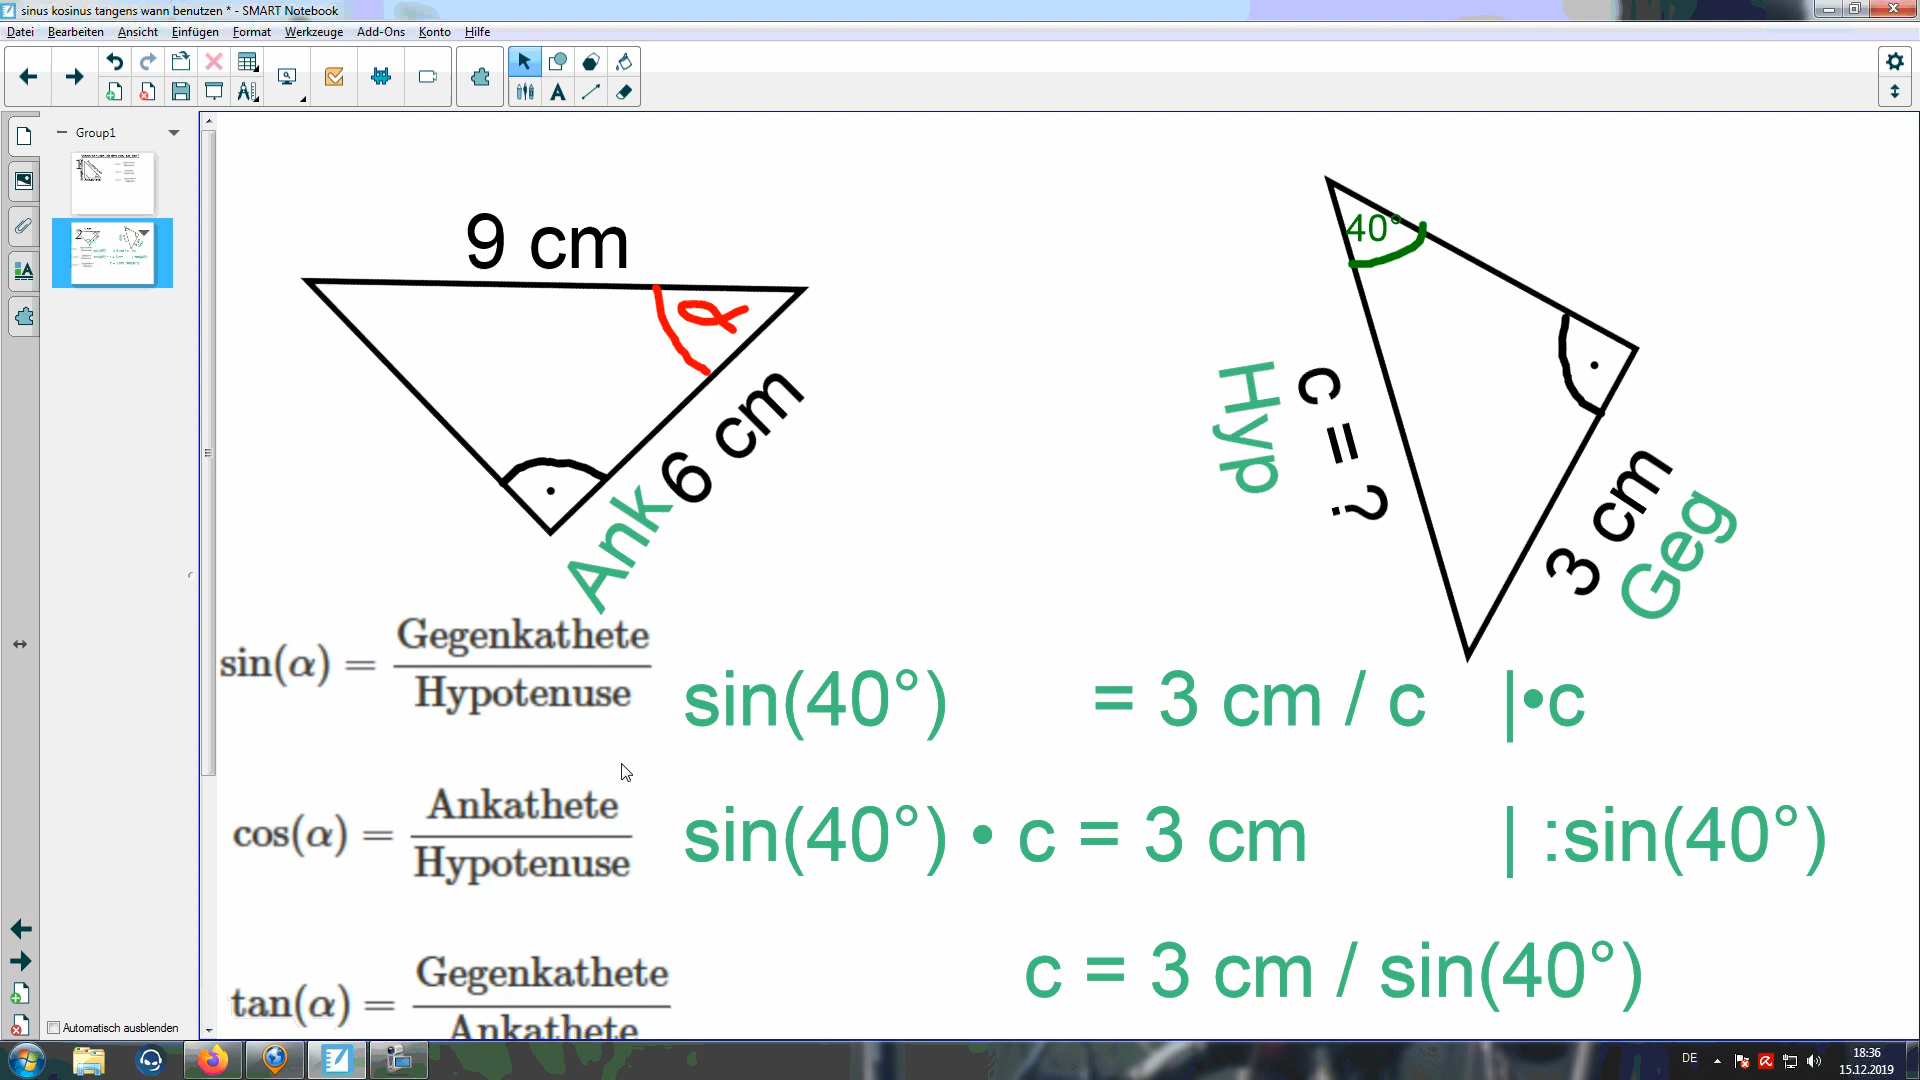 sinus kosinus tangens wann benutzen * - SMART Notebook
Datei Bearbeiten Ansicht Einfügen Format Werkzeuge Add-Ons Konto Hilfe
Group1
2
9 cm
α
6 cm
Ank
40°
Hyp
c = ?
3 cm
Geg
sin(α) = Gegenkathete
Hypotenuse
sin(40°) = 3 cm / c |•c
cos(α) = Ankathete
Hypotenuse
sin(40°) • c = 3 cm | :sin(40°)
tan(α) = Gegenkathete
Ankathete
c = 3 cm / sin(40°)
Automatisch ausblenden
DE
18:36
15.12.2019